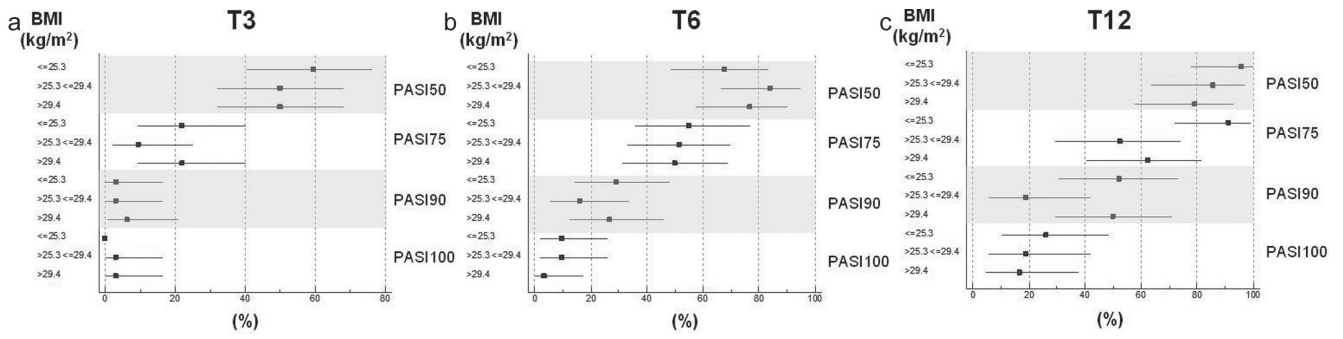 a
BMI
(kg/m²)
T3
<=25.3
>25.3 <=29.4
>29.4
PASI50
<=25.3
>25.3 <=29.4
>29.4
PASI75
<=25.3
>25.3 <=29.4
>29.4
PASI90
<=25.3
>25.3 <=29.4
>29.4
PASI100
0 20 40 60 80
(%)
b
BMI
(kg/m²)
T6
<=25.3
>25.3 <=29.4
>29.4
PASI50
<=25.3
>25.3 <=29.4
>29.4
PASI75
<=25.3
>25.3 <=29.4
>29.4
PASI90
<=25.3
>25.3 <=29.4
>29.4
PASI100
0 20 40 60 80 100
(%)
c
BMI
(kg/m²)
T12
<=25.3
>25.3 <=29.4
>29.4
PASI50
<=25.3
>25.3 <=29.4
>29.4
PASI75
<=25.3
>25.3 <=29.4
>29.4
PASI90
<=25.3
>25.3 <=29.4
>29.4
PASI100
0 20 40 60 80 100
(%)